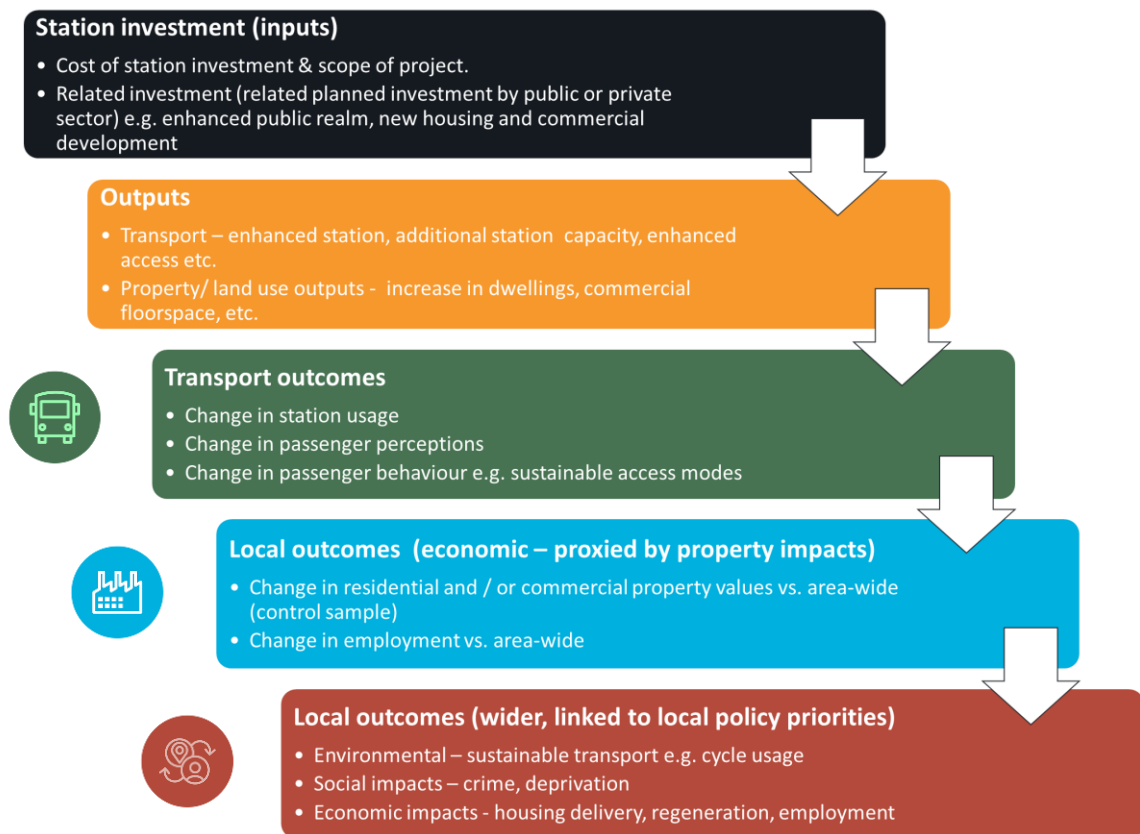 Station investment (inputs)
• Cost of station investment & scope of project.
• Related investment (related planned investment by public or private
sector) e.g. enhanced public realm, new housing and commercial
development
Outputs
• Transport – enhanced station, additional station capacity, enhanced
access etc.
• Property/ land use outputs - increase in dwellings, commercial
floorspace, etc.
Transport outcomes
• Change in station usage
• Change in passenger perceptions
• Change in passenger behaviour e.g. sustainable access modes
Local outcomes (economic – proxied by property impacts)
• Change in residential and / or commercial property values vs. area-wide
(control sample)
• Change in employment vs. area-wide
Local outcomes (wider, linked to local policy priorities)
• Environmental – sustainable transport e.g. cycle usage
• Social impacts – crime, deprivation
• Economic impacts - housing delivery, regeneration, employment